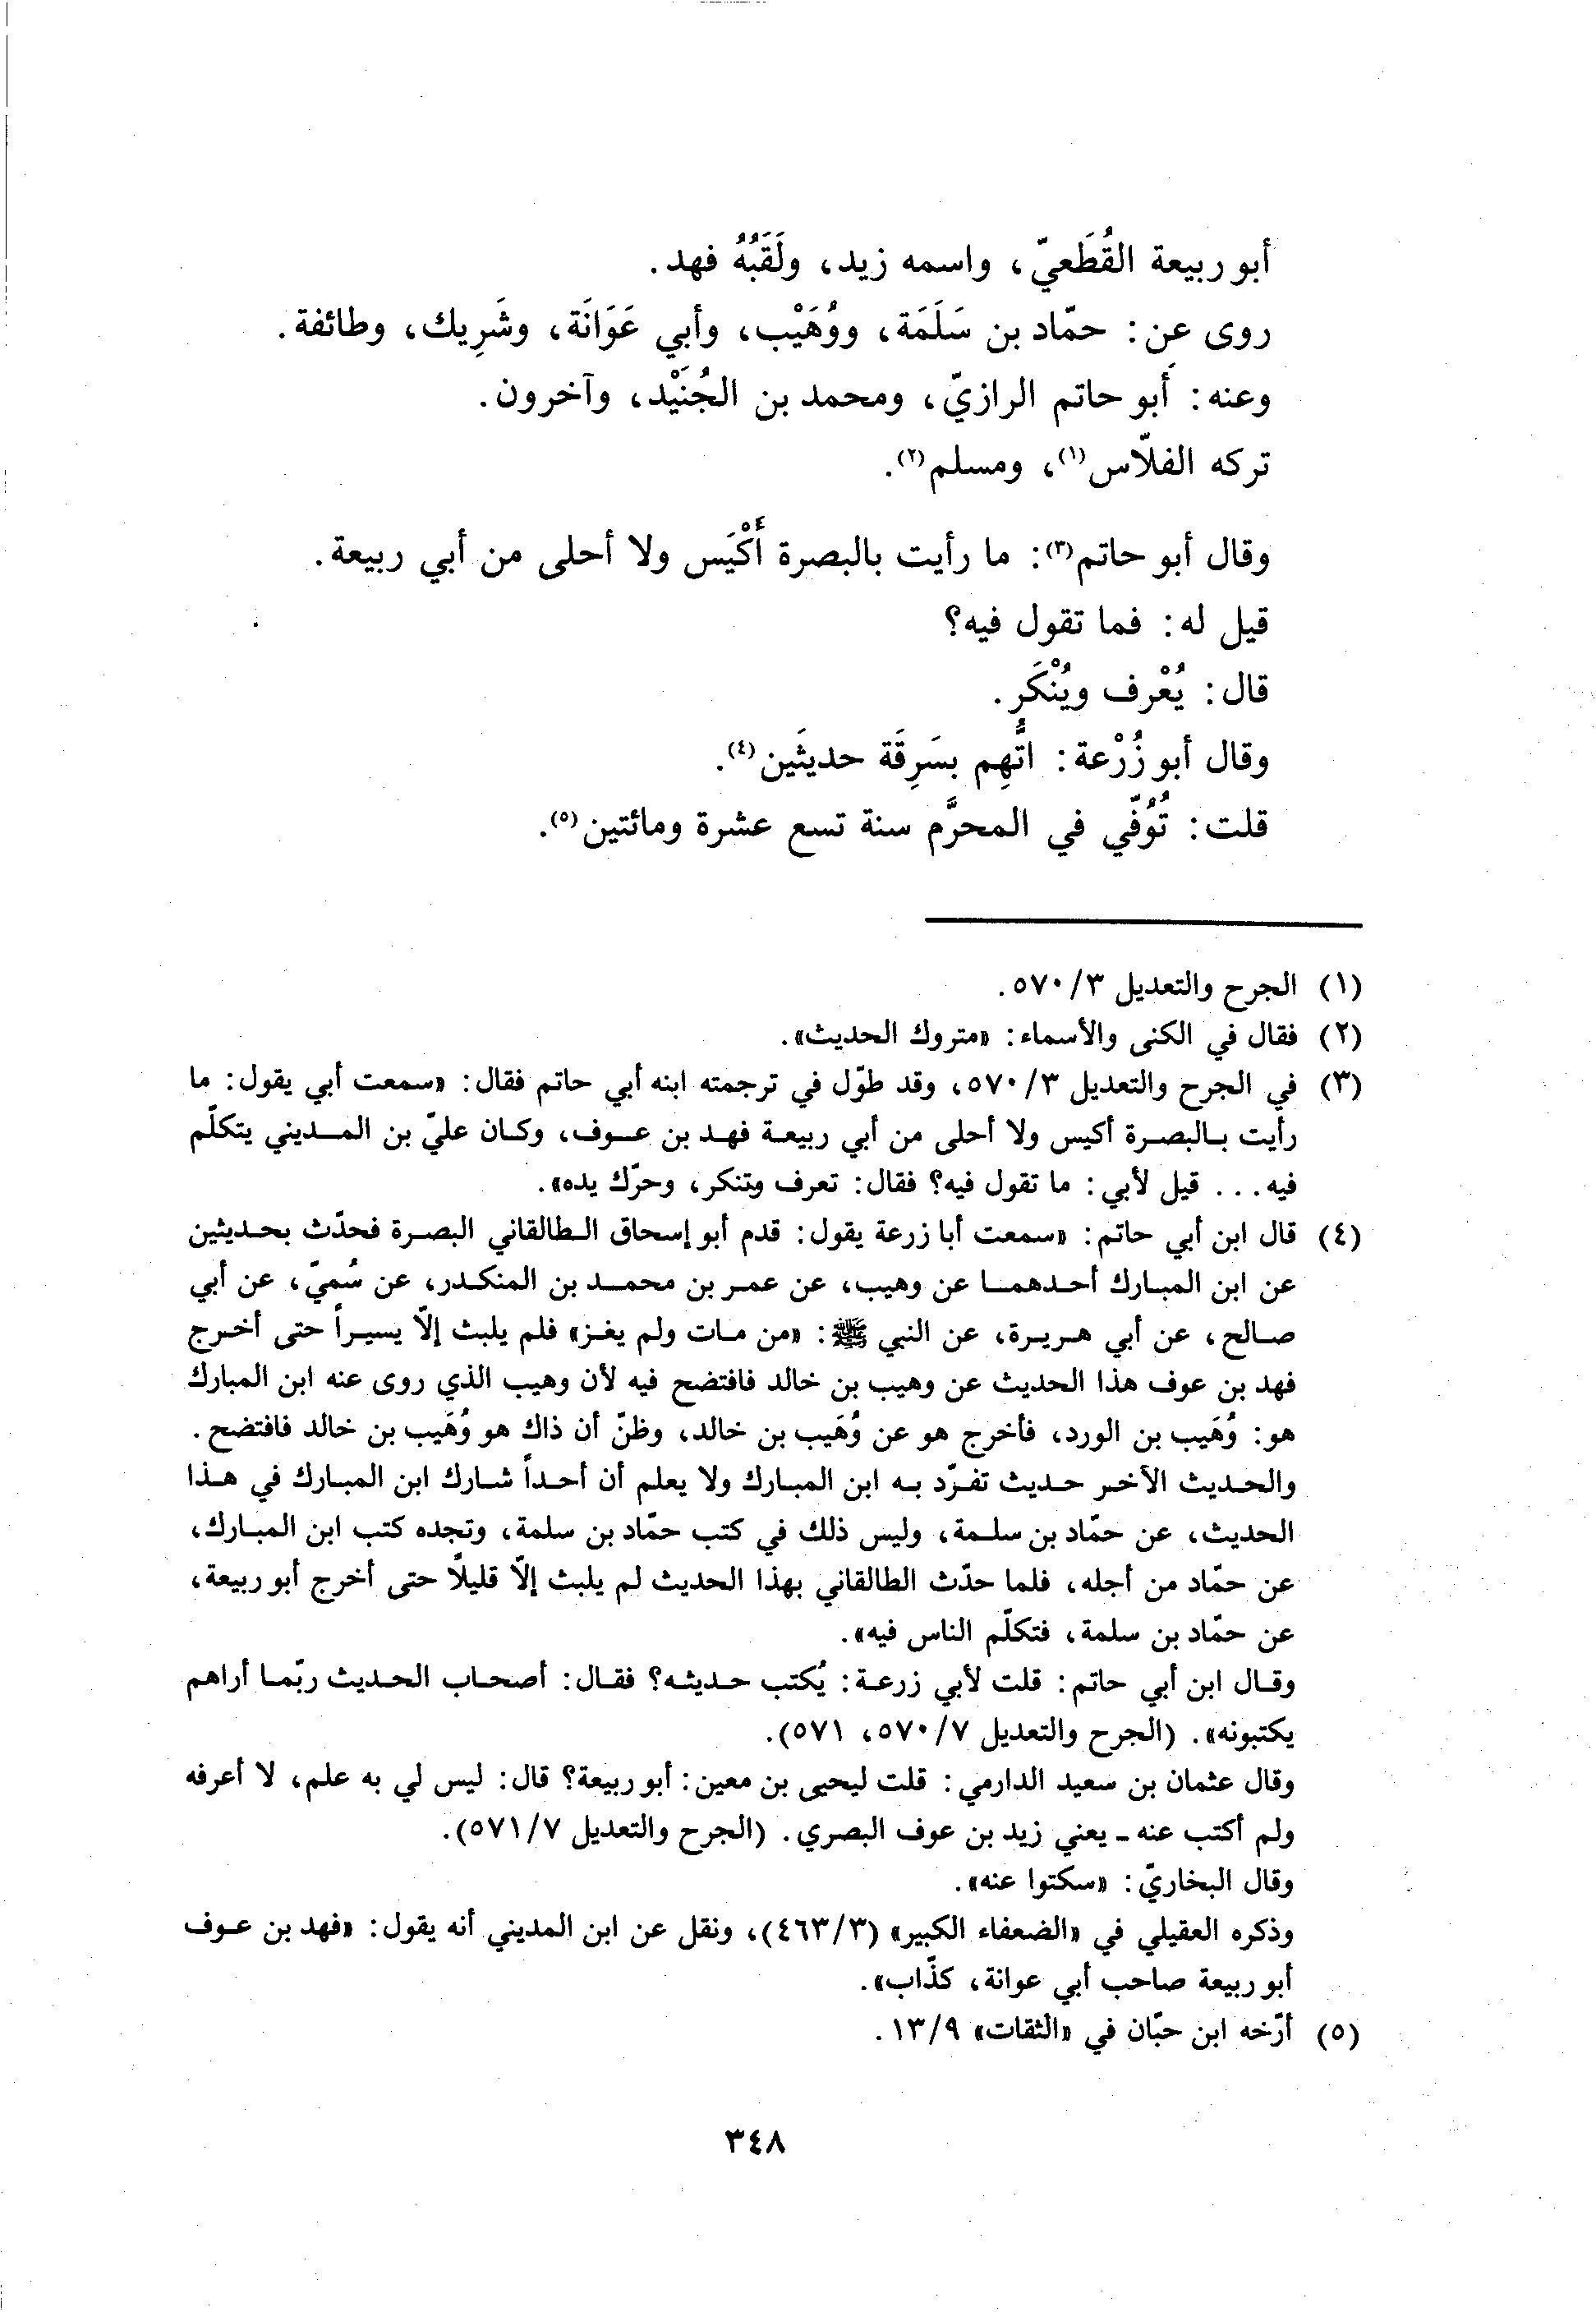 أبو ربيعة القُطَعيّ، واسمه زيد، ولَقَبُهُ فهد.
روى عن: حمّاد بن سَلَمَة، ووُهَيْب، وأبي عَوَانَة، وشَرِيك، وطائفة.
وعنه: أبو حاتم الرازيّ، ومحمد بن الجُنَيْد، وآخرون.
تركه الفلّاس(١)، ومسلم(٢).
وقال أبو حاتم(٣): ما رأيت بالبصرة أَكْيَس ولا أحلى من أبي ربيعة.
قيل له: فما تقول فيه؟
قال: يُعْرف ويُنْكَر.
وقال أبو زُرْعة: اتُّهِم بسَرِقَة حديثَين(٤).
قلت: تُوُفّي في المحرَّم سنة تسع عشرة ومائتين(٥).
(١) الجرح والتعديل ٥٧٠/٣.
(٢) فقال في الكنى والأسماء: «متروك الحديث».
(٣) في الجرح والتعديل ٥٧٠/٣، وقد طوّل في ترجمته ابنه أبي حاتم فقال: «سمعت أبي يقول: ما
رأيت بالبصرة أكيس ولا أحلى من أبي ربيعة فهد بن عوف، وكان عليّ بن المديني يتكلّم
فيه... قيل لأبي: ما تقول فيه؟ فقال: تعرف وتنكر، وحرّك يده».
(٤) قال ابن أبي حاتم: «سمعت أبا زرعة يقول: قدم أبو إسحاق الطالقاني البصرة فحدّث بحديثين
عن ابن المبارك أحدهما عن وهيب، عن عمر بن محمد بن المنكدر، عن سُميّ، عن أبي
صالح، عن أبي هريرة، عن النبي ﷺ: «من مات ولم يغز» فلم يلبث إلّا يسيراً حتى أخرج
فهد بن عوف هذا الحديث عن وهيب بن خالد فافتضح فيه لأن وهيب الذي روى عنه ابن المبارك
هو: وُهَيب بن الورد، فأخرج هو عن وُهَيب بن خالد، وظنّ أن ذاك هو وُهَيب بن خالد فافتضح.
والحديث الآخر حديث تفرّد به ابن المبارك ولا يعلم أن أحداً شارك ابن المبارك في هذا
الحديث، عن حمّاد بن سلمة، وليس ذلك في كتب حمّاد بن سلمة، وتجده كتب ابن المبارك،
عن حمّاد من أجله، فلما حدّث الطالقاني بهذا الحديث لم يلبث إلّا قليلاً حتى أخرج أبو ربيعة،
عن حمّاد بن سلمة، فتكلّم الناس فيه».
وقال ابن أبي حاتم: قلت لأبي زرعة: يُكتب حديثه؟ فقال: أصحاب الحديث ربّما أراهم
يكتبونه». (الجرح والتعديل ٥٧٠/٧، ٥٧١).
وقال عثمان بن سعيد الدارمي: قلت ليحيى بن معين: أبو ربيعة؟ قال: ليس لي به علم، لا أعرفه
ولم أكتب عنه ـ يعني زيد بن عوف البصري. (الجرح والتعديل ٥٧١/٧).
وقال البخاريّ: «سكتوا عنه».
وذكره العقيلي في «الضعفاء الكبير» (٤٦٣/٣)، ونقل عن ابن المديني أنه يقول: «فهد بن عوف
أبو ربيعة صاحب أبي عوانة، كذّاب».
(٥) أرّخه ابن حبّان في «الثقات» ١٣/٩.
٣٤٨